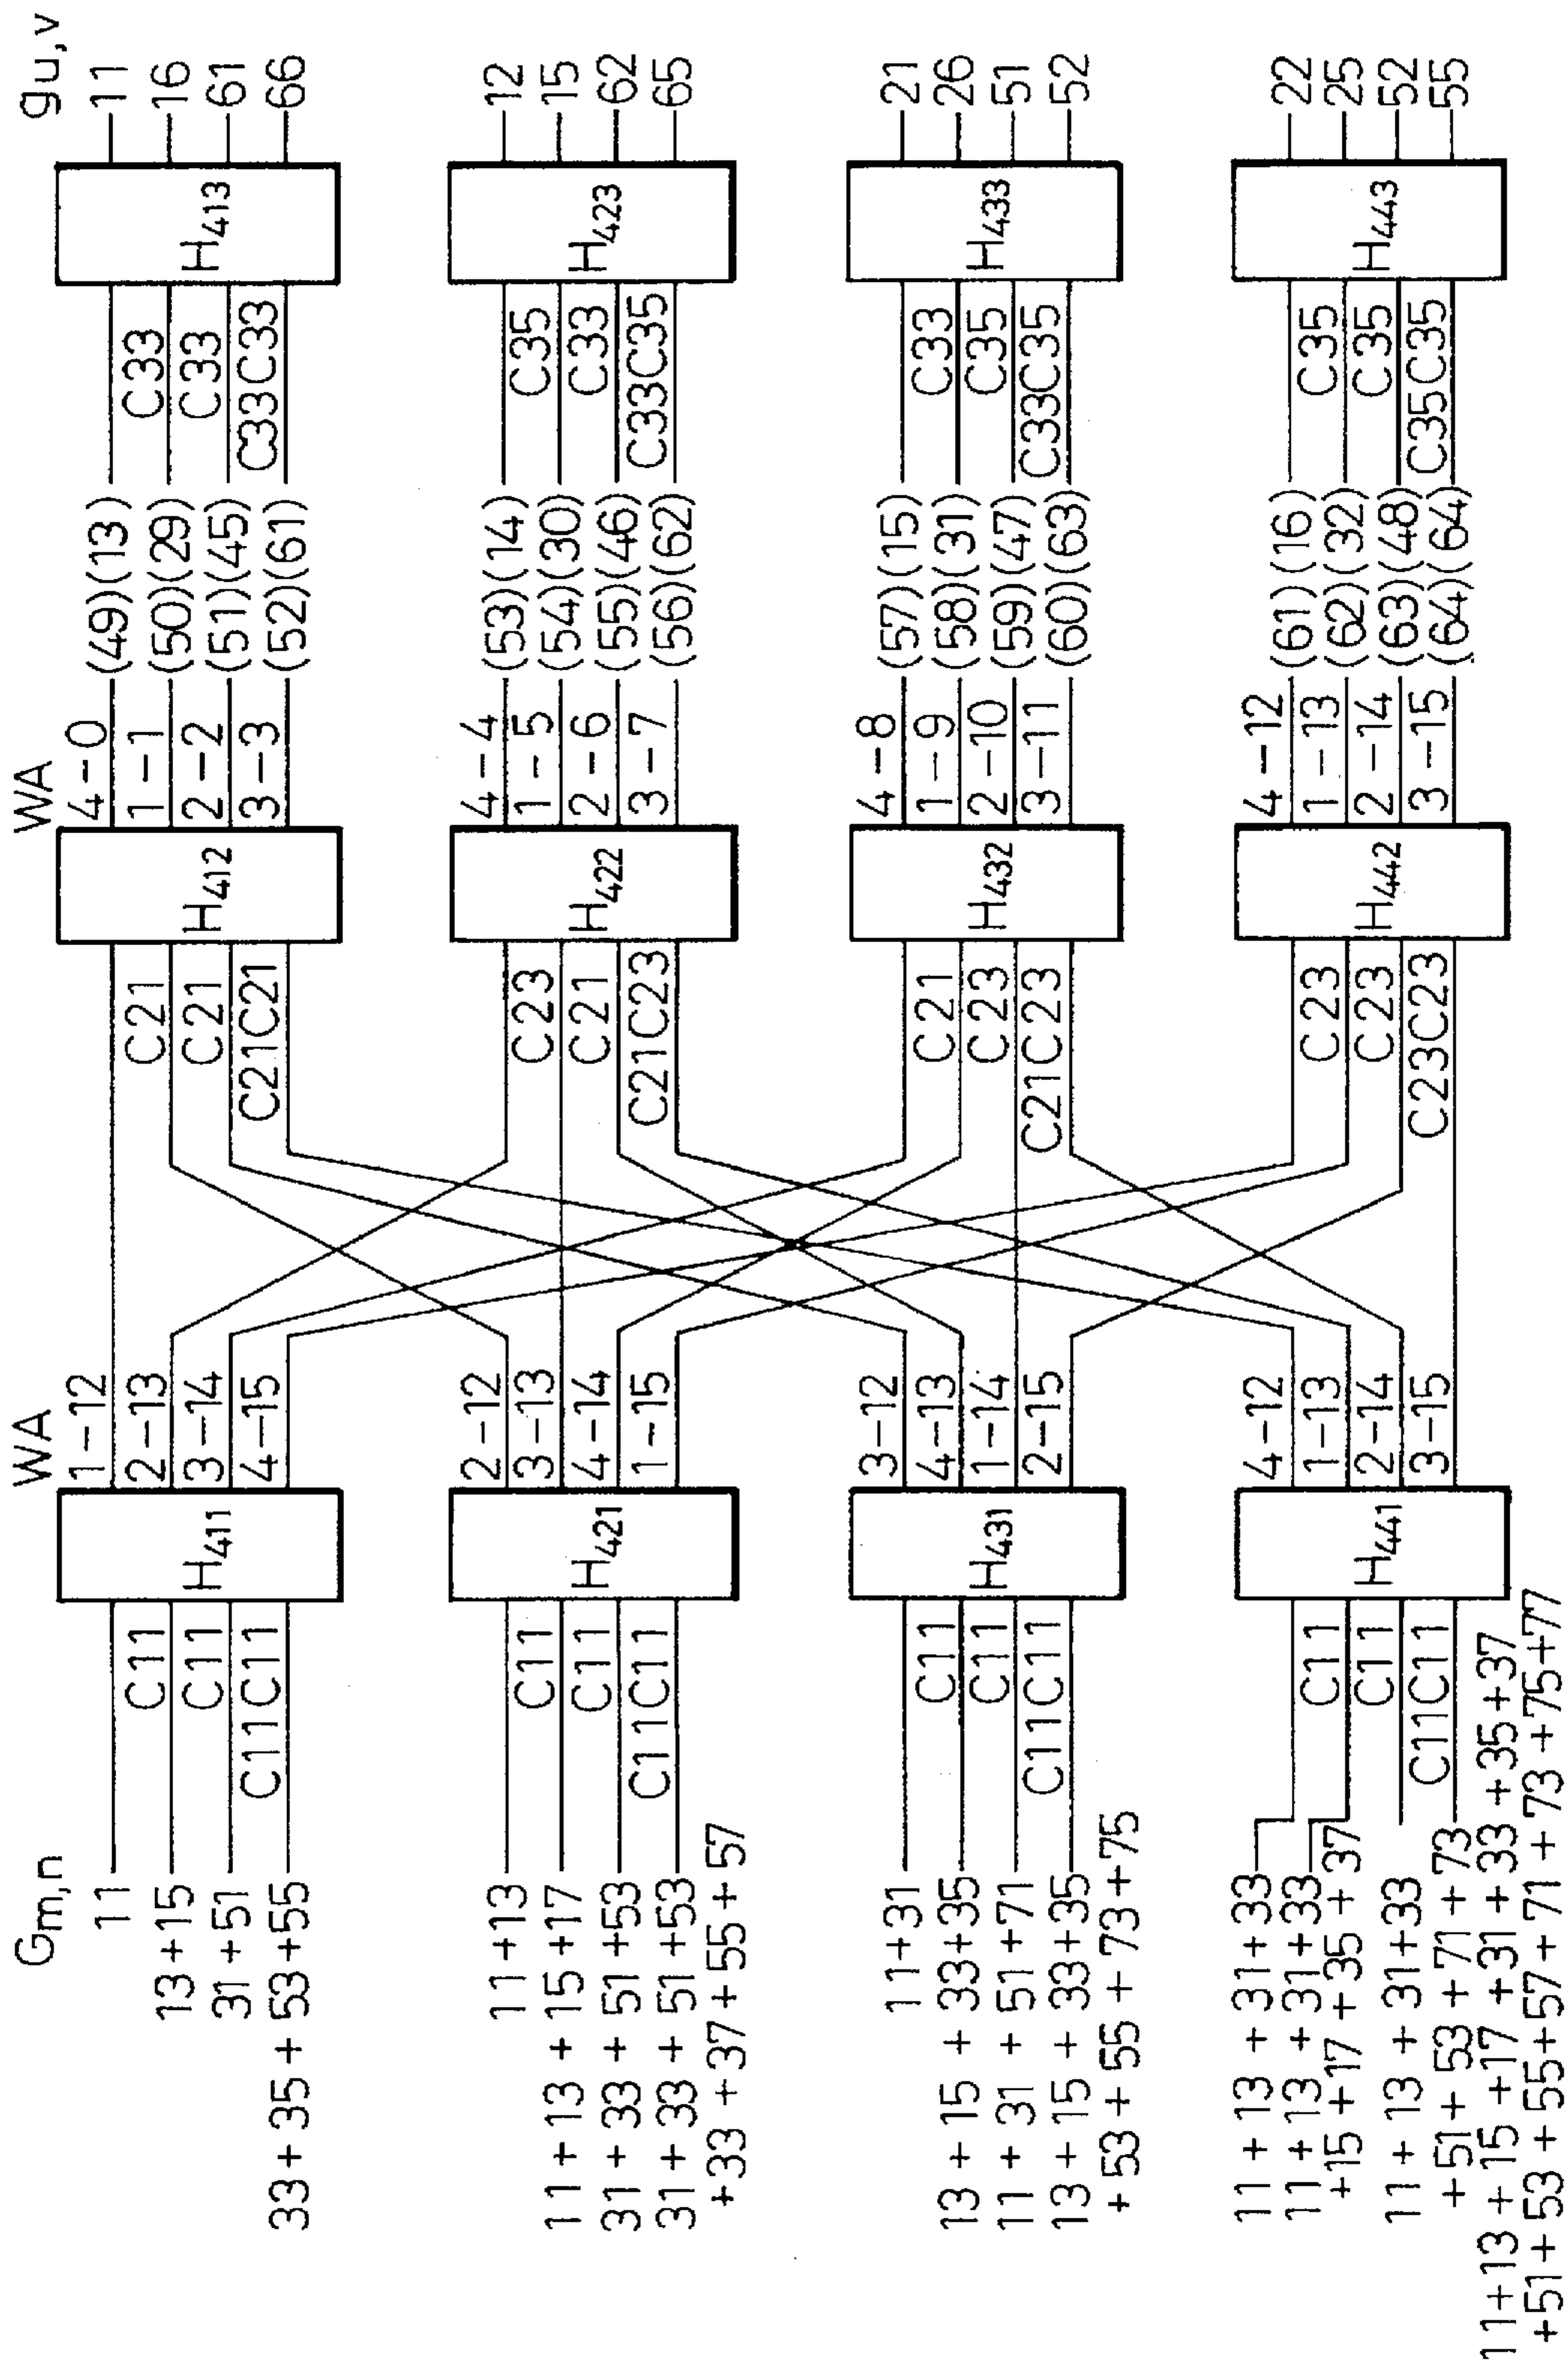 Gm,n WA WA gu,v
11 1-12 4-0 (49)(13) 11
13+15 C11 2-13 C21 1-1 (50)(29) C33 16
31+51 C11 3-14 C21 2-2 (51)(45) C33 61
33+35+53+55 C11C11 4-15 C21C21 3-3 (52)(61) C33C33 66
H411 H412 H413
11+13 2-12 4-4 (53)(14) 12
11+13+15+17 C11 3-13 C23 1-5 (54)(30) C35 15
31+33+51+53 C11 4-14 C21 2-6 (55)(46) C33 62
31+33+51+53 C11C11 1-15 C21C23 3-7 (56)(62) C33C35 65
+33+37+55+57
H421 H422 H423
11+31 3-12 4-8 (57)(15) 21
13+15+33+35 C11 4-13 C21 1-9 (58)(31) C33 26
11+31+51+71 C11 1-14 C23 2-10 (59)(47) C35 51
13+15+33+35 C11C11 2-15 C21C23 3-11 (60)(63) C33C35 52
+53+55+73+75
H431 H432 H433
11+13+31+33 4-12 4-12 (61)(16) 22
11+13+31+33 C11 1-13 C23 1-13 (62)(32) C35 25
+15+17+35+37
11+13+31+33 C11 2-14 C23 2-14 (63)(48) C35 52
+51+53+71+73 C11C11 3-15 C23C23 3-15 (64)(64) C35C35 55
H441 H442 H443
11+13+15+17+31+33+35+37
+51+53+55+57+71+73+75+77